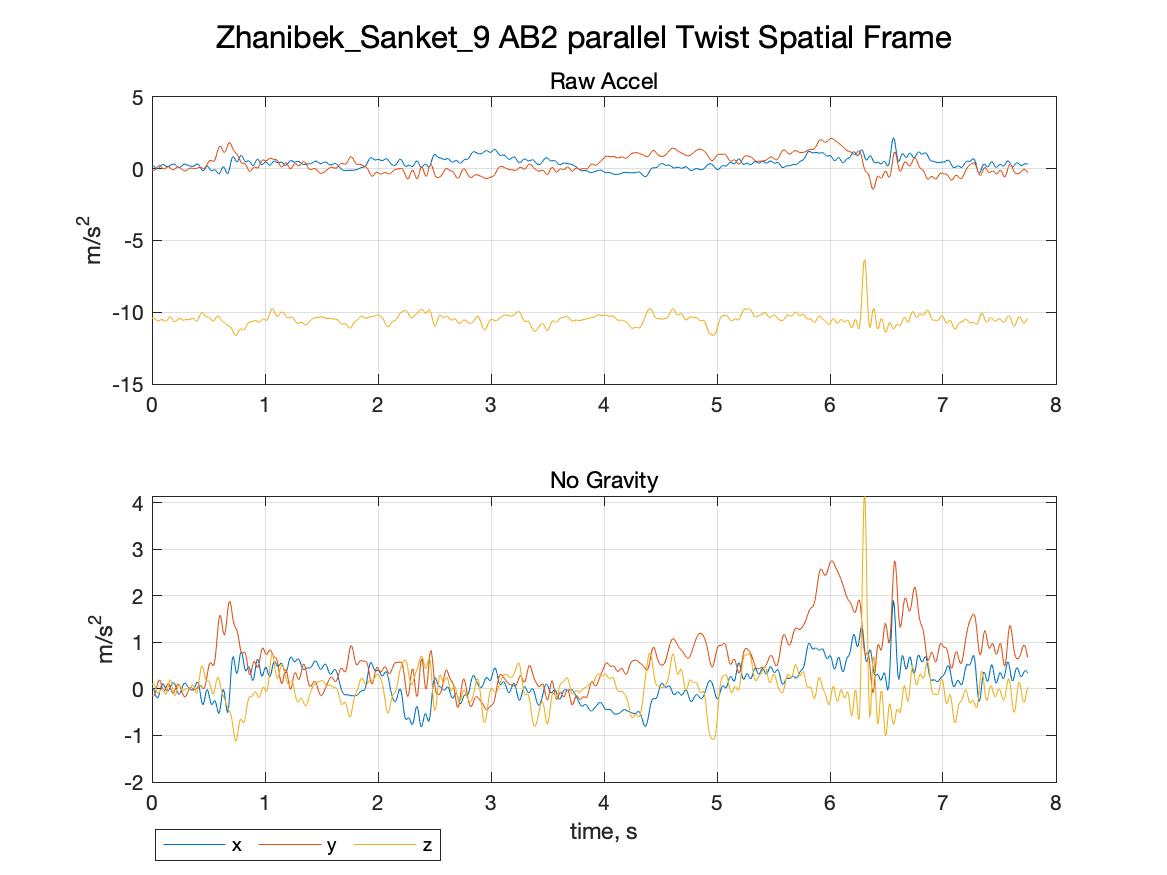 Zhanibek_Sanket_9 AB2 parallel Twist Spatial Frame
Raw Accel
5
0
-5
-10
-15
m/s²
0 1 2 3 4 5 6 7 8
No Gravity
4
3
2
1
0
-1
-2
m/s²
0 1 2 3 4 5 6 7 8
time, s
x y z